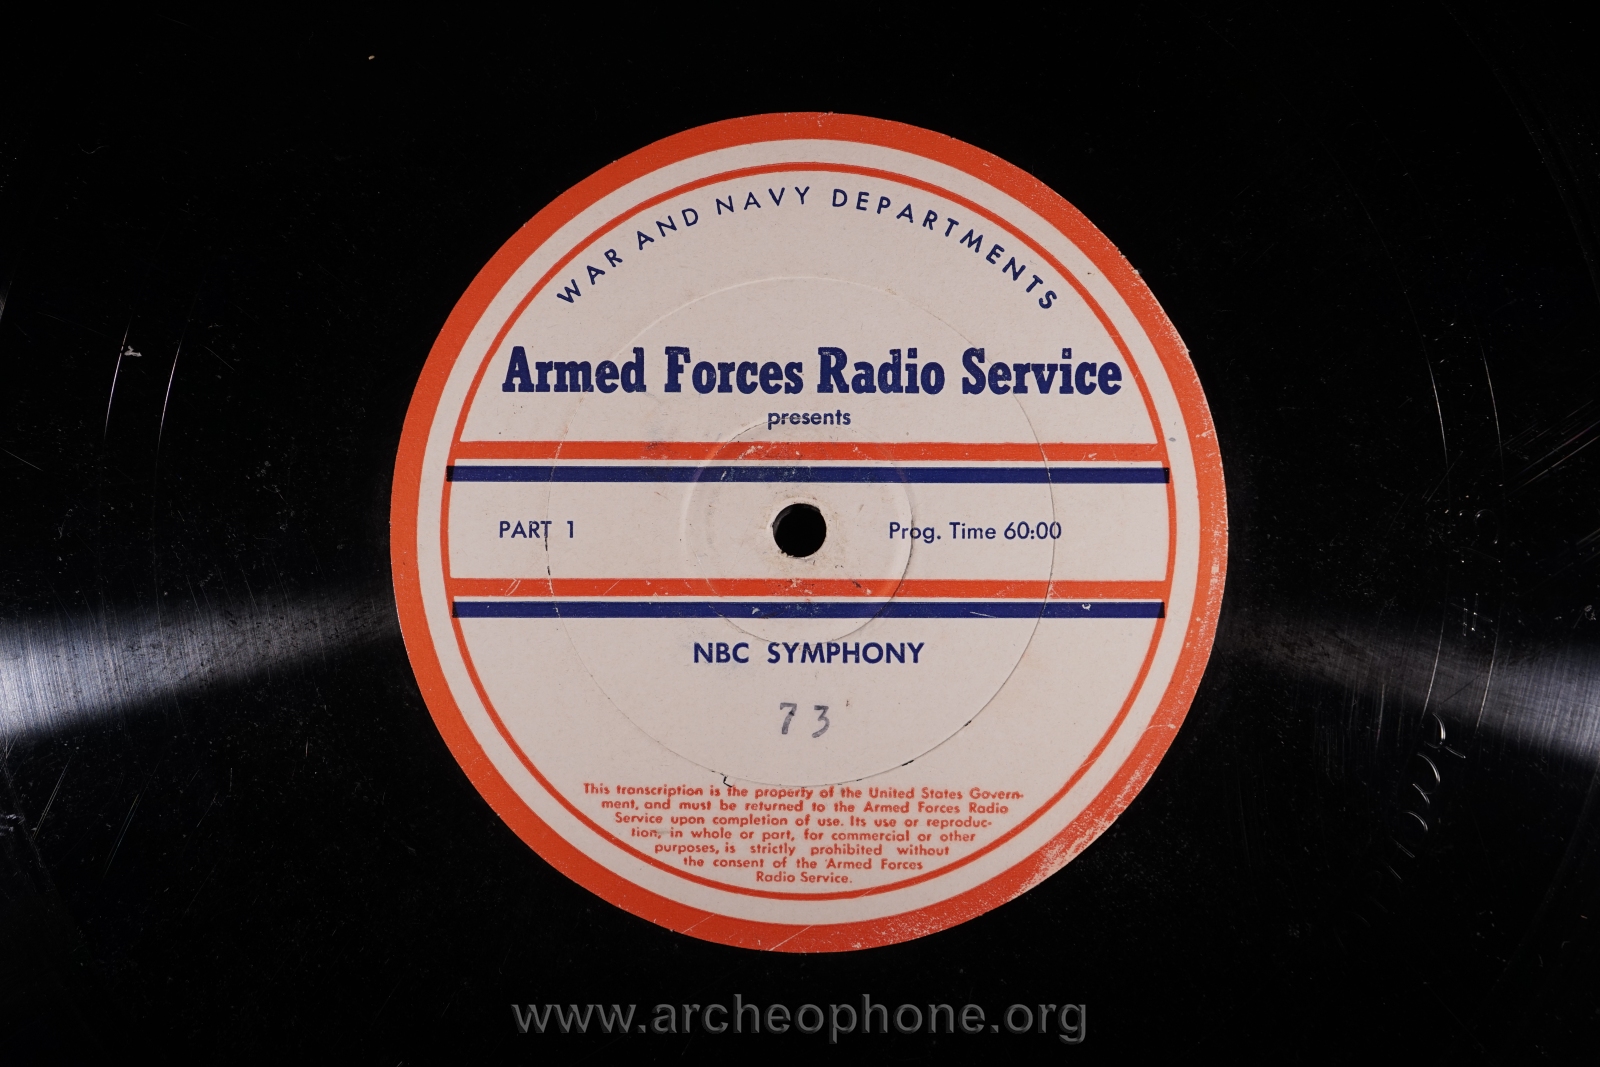 WAR AND NAVY DEPARTMENTS
Armed Forces Radio Service
presents
PART 1 Prog. Time 60:00
NBC SYMPHONY
73
This transcription is the property of the United States Govern-
ment, and must be returned to the Armed Forces Radio
Service upon completion of use. Its use or reproduc-
tion, in whole or part, for commercial or other
purposes, is strictly prohibited without
the consent of the Armed Forces
Radio Service.
www.archeophone.org